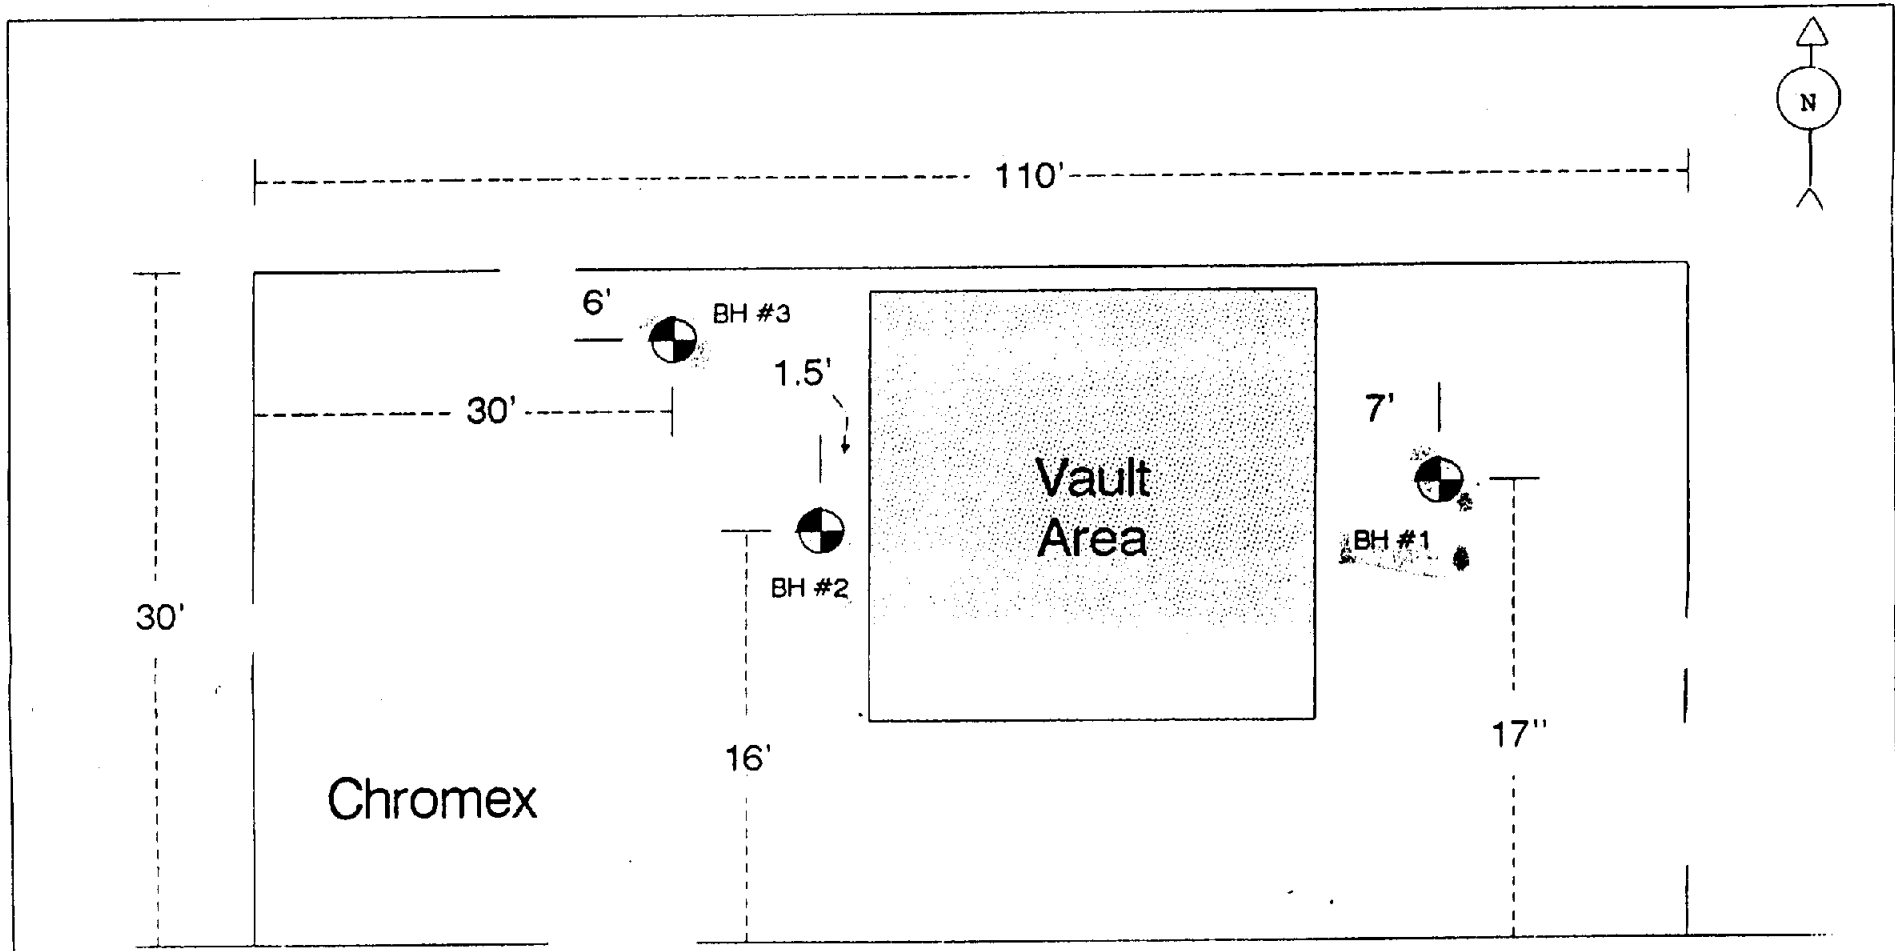 N
110'
6'
BH #3
1.5'
30'
7'
Vault
Area
BH #1
BH #2
30'
17"
16'
Chromex